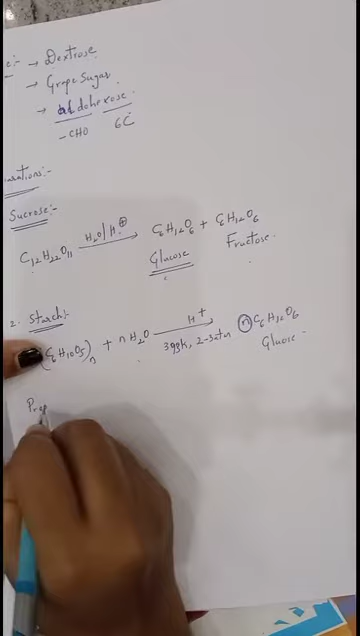 → Dextrose
→ Grape Sugar
→ aldohexose
-CHO 6C
Sucrose:-
C12H22O11 H2O/H⊕ → C6H12O6 + C6H12O6
Glucose Fructose
2. Starch:-
(C6H10O5)n + nH2O H+ → nC6H12O6
393K, 2-3atm Glucose
Prep